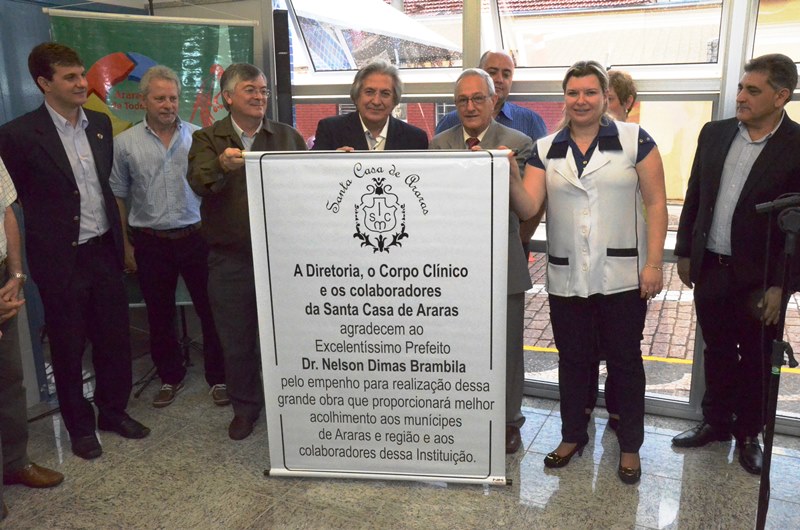 Santa Casa de Araras
A Diretoria, o Corpo Clínico
e os colaboradores
da Santa Casa de Araras
agradecem ao
Excelentissimo Prefeito
Dr. Nelson Dimas Brambila
pelo empenho para realização dessa
grande obra que proporcionará melhor
acolhimento aos munícipes
de Araras e região e aos
colaboradores dessa Instituição.